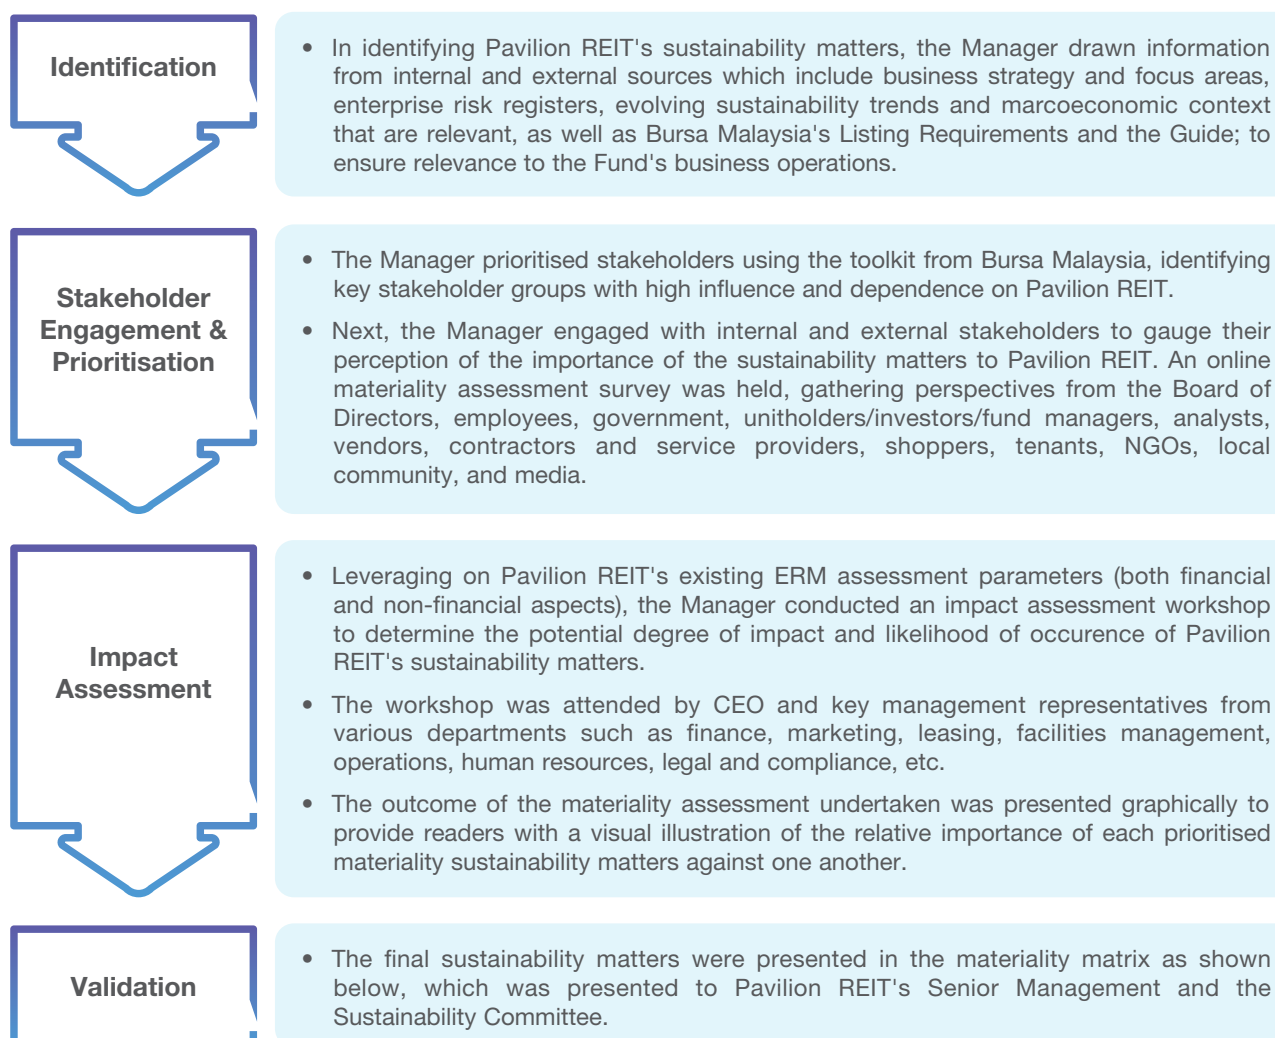 Identification
• In identifying Pavilion REIT's sustainability matters, the Manager drawn information
from internal and external sources which include business strategy and focus areas,
enterprise risk registers, evolving sustainability trends and marcoeconomic context
that are relevant, as well as Bursa Malaysia's Listing Requirements and the Guide; to
ensure relevance to the Fund's business operations.
Stakeholder
Engagement &
Prioritisation
• The Manager prioritised stakeholders using the toolkit from Bursa Malaysia, identifying
key stakeholder groups with high influence and dependence on Pavilion REIT.
• Next, the Manager engaged with internal and external stakeholders to gauge their
perception of the importance of the sustainability matters to Pavilion REIT. An online
materiality assessment survey was held, gathering perspectives from the Board of
Directors, employees, government, unitholders/investors/fund managers, analysts,
vendors, contractors and service providers, shoppers, tenants, NGOs, local
community, and media.
Impact
Assessment
• Leveraging on Pavilion REIT's existing ERM assessment parameters (both financial
and non-financial aspects), the Manager conducted an impact assessment workshop
to determine the potential degree of impact and likelihood of occurence of Pavilion
REIT's sustainability matters.
• The workshop was attended by CEO and key management representatives from
various departments such as finance, marketing, leasing, facilities management,
operations, human resources, legal and compliance, etc.
• The outcome of the materiality assessment undertaken was presented graphically to
provide readers with a visual illustration of the relative importance of each prioritised
materiality sustainability matters against one another.
Validation
• The final sustainability matters were presented in the materiality matrix as shown
below, which was presented to Pavilion REIT's Senior Management and the
Sustainability Committee.